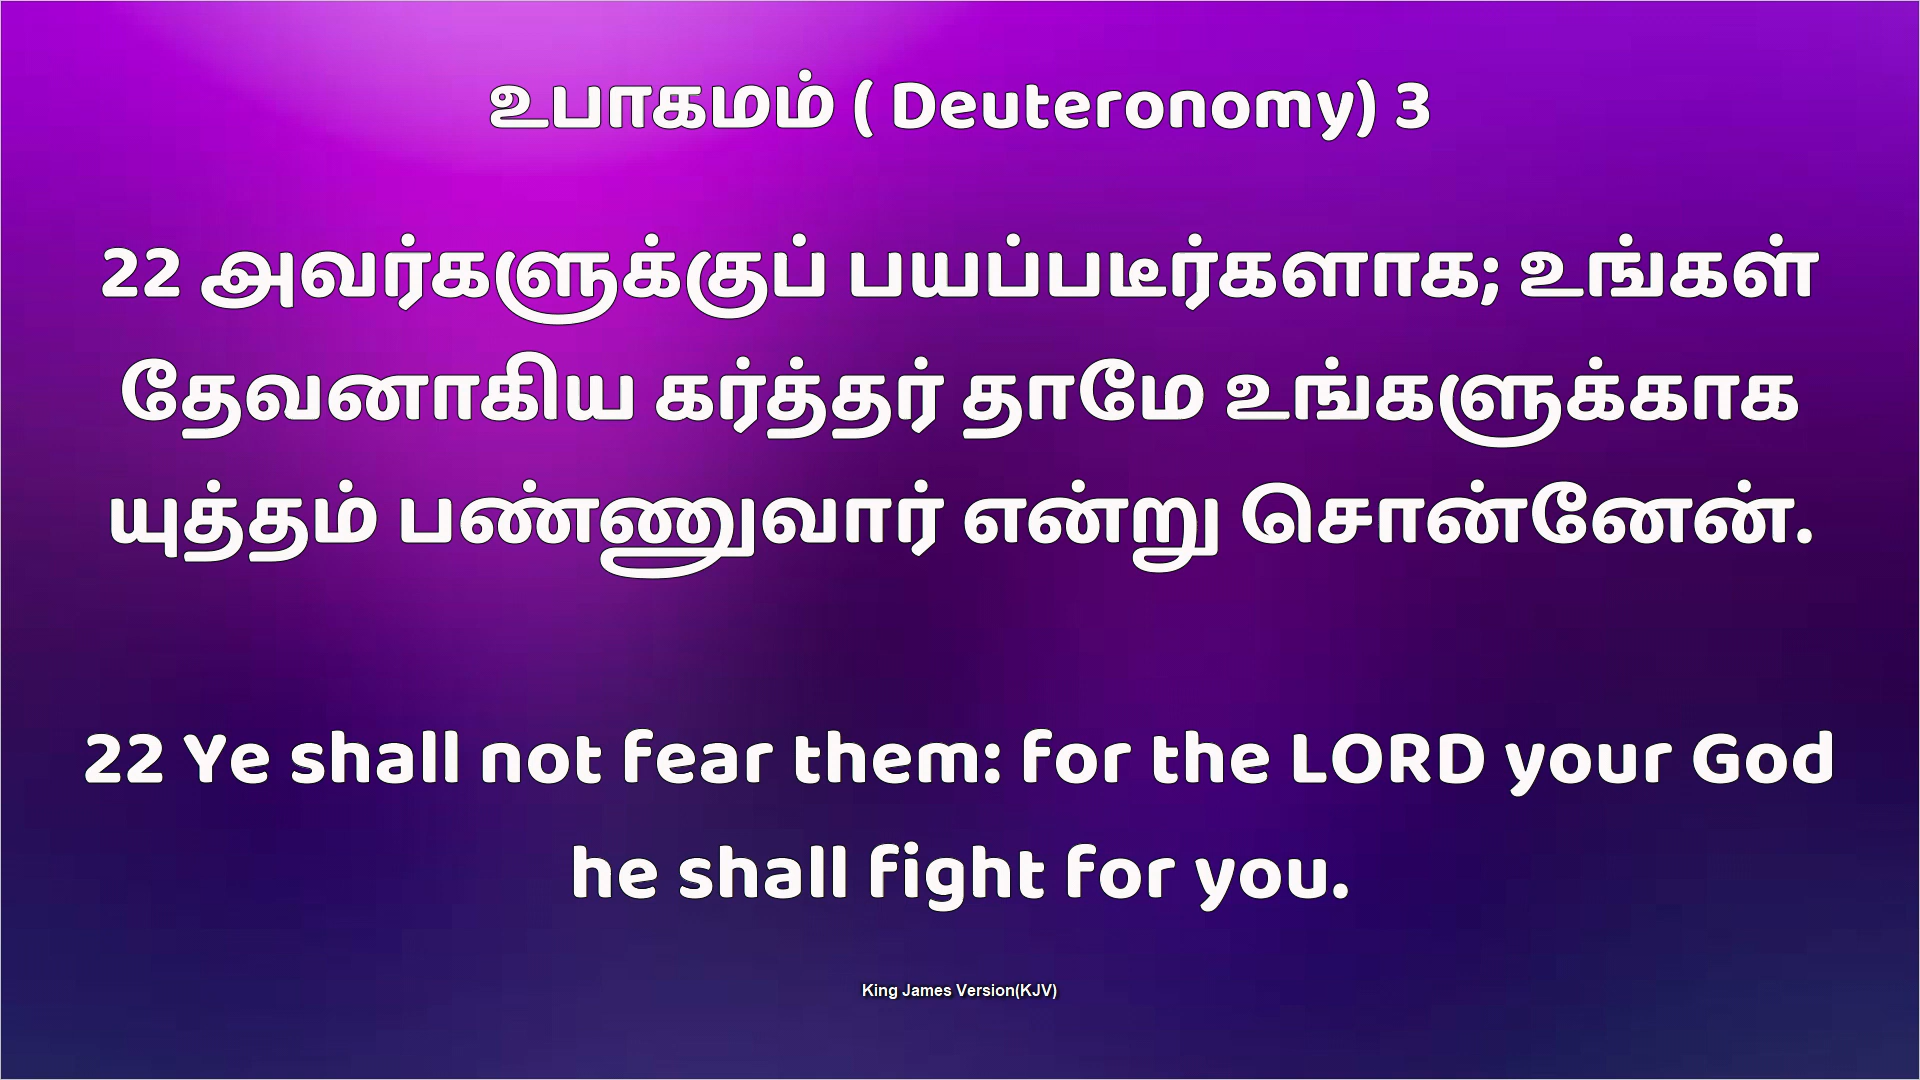 உபாகமம் ( Deuteronomy) 3
22 அவர்களுக்குப் பயப்படீர்களாக; உங்கள்
தேவனாகிய கர்த்தர் தாமே உங்களுக்காக
யுத்தம் பண்ணுவார் என்று சொன்னேன்.
22 Ye shall not fear them: for the LORD your God
he shall fight for you.
King James Version(KJV)